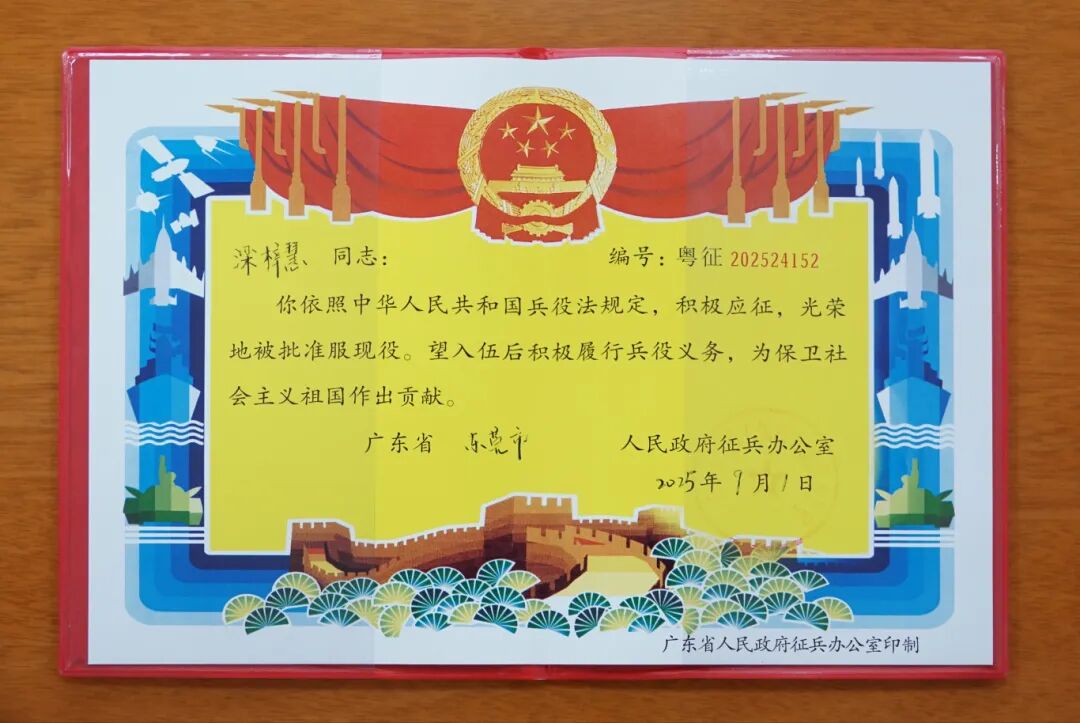 梁梓慧 同志： 编号：粤征 202524152
你依照中华人民共和国兵役法规定，积极应征，光荣
地被批准服现役。望入伍后积极履行兵役义务，为保卫社
会主义祖国作出贡献。
广东省 东莞市 人民政府征兵办公室
2025年9月1日
广东省人民政府征兵办公室印制